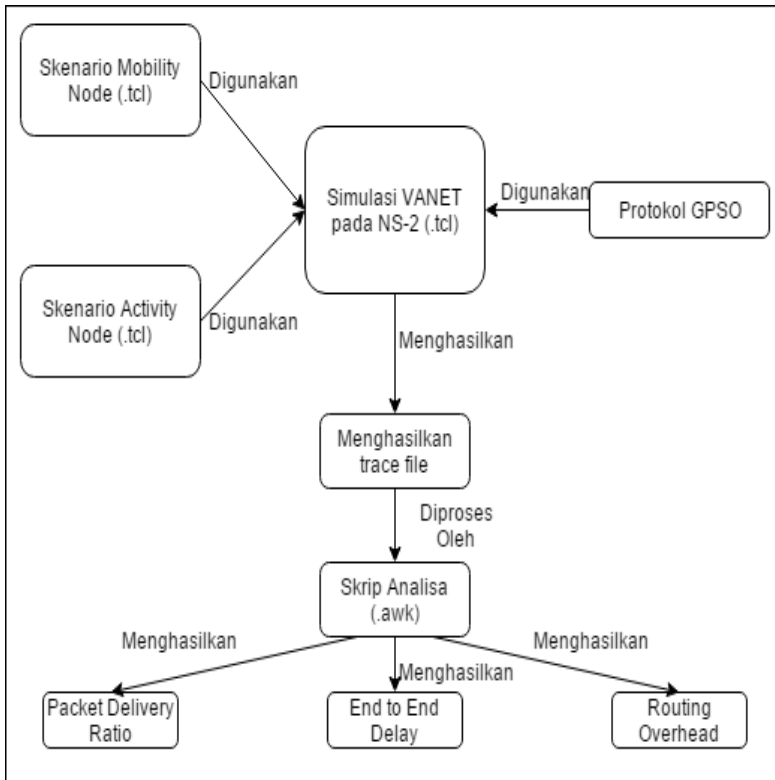 Skenario Mobility
Node (.tcl)
Digunakan
Simulasi VANET
pada NS-2 (.tcl)
Digunakan
Protokol GPSO
Skenario Activity
Node (.tcl)
Digunakan
Menghasilkan
Menghasilkan
trace file
Diproses
Oleh
Skrip Analisa
(.awk)
Menghasilkan
Menghasilkan
Menghasilkan
Packet Delivery
Ratio
End to End
Delay
Routing
Overhead